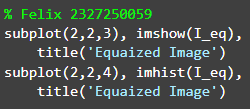 % Felix 2327250059
subplot(2,2,3), imshow(I_eq),
    title('Equaized Image')
subplot(2,2,4), imhist(I_eq),
    title('Equaized Image')